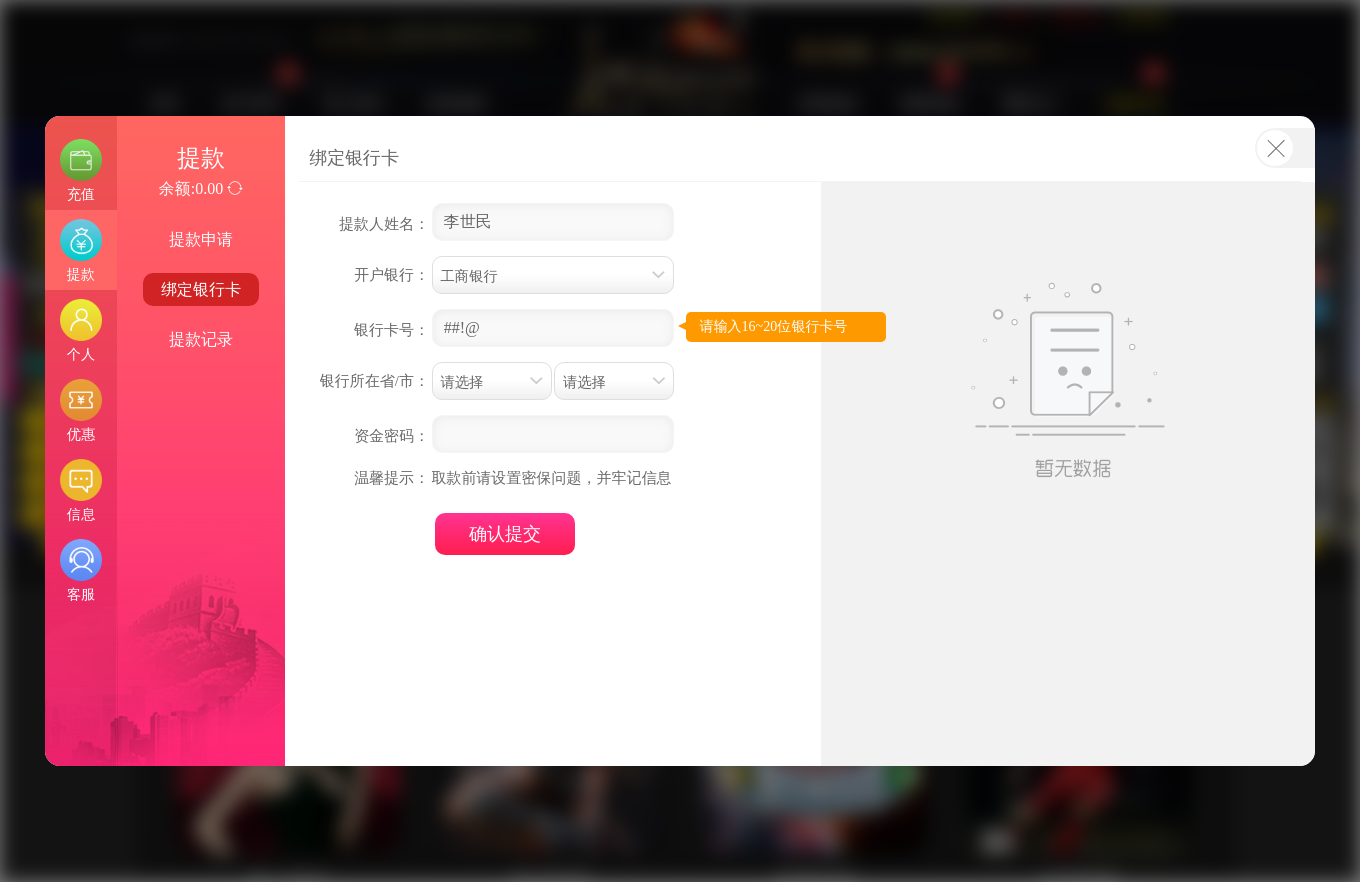 充值
提款
个人
优惠
信息
客服
提款
余额:0.00
提款申请
绑定银行卡
提款记录
绑定银行卡
提款人姓名： 李世民
开户银行： 工商银行
银行卡号： ##!@ 请输入16~20位银行卡号
银行所在省/市： 请选择 请选择
资金密码：
温馨提示： 取款前请设置密保问题，并牢记信息
确认提交
暂无数据